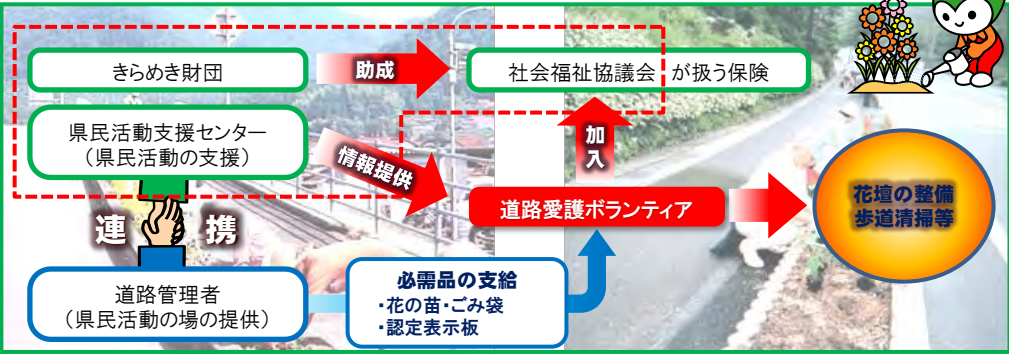 きらめき財団
助成
社会福祉協議会 が扱う保険
県民活動支援センター
（県民活動の支援）
情報提供
加入
道路愛護ボランティア
花壇の整備
歩道清掃等
連 携
道路管理者
（県民活動の場の提供）
必需品の支給
・花の苗・ごみ袋
・認定表示板